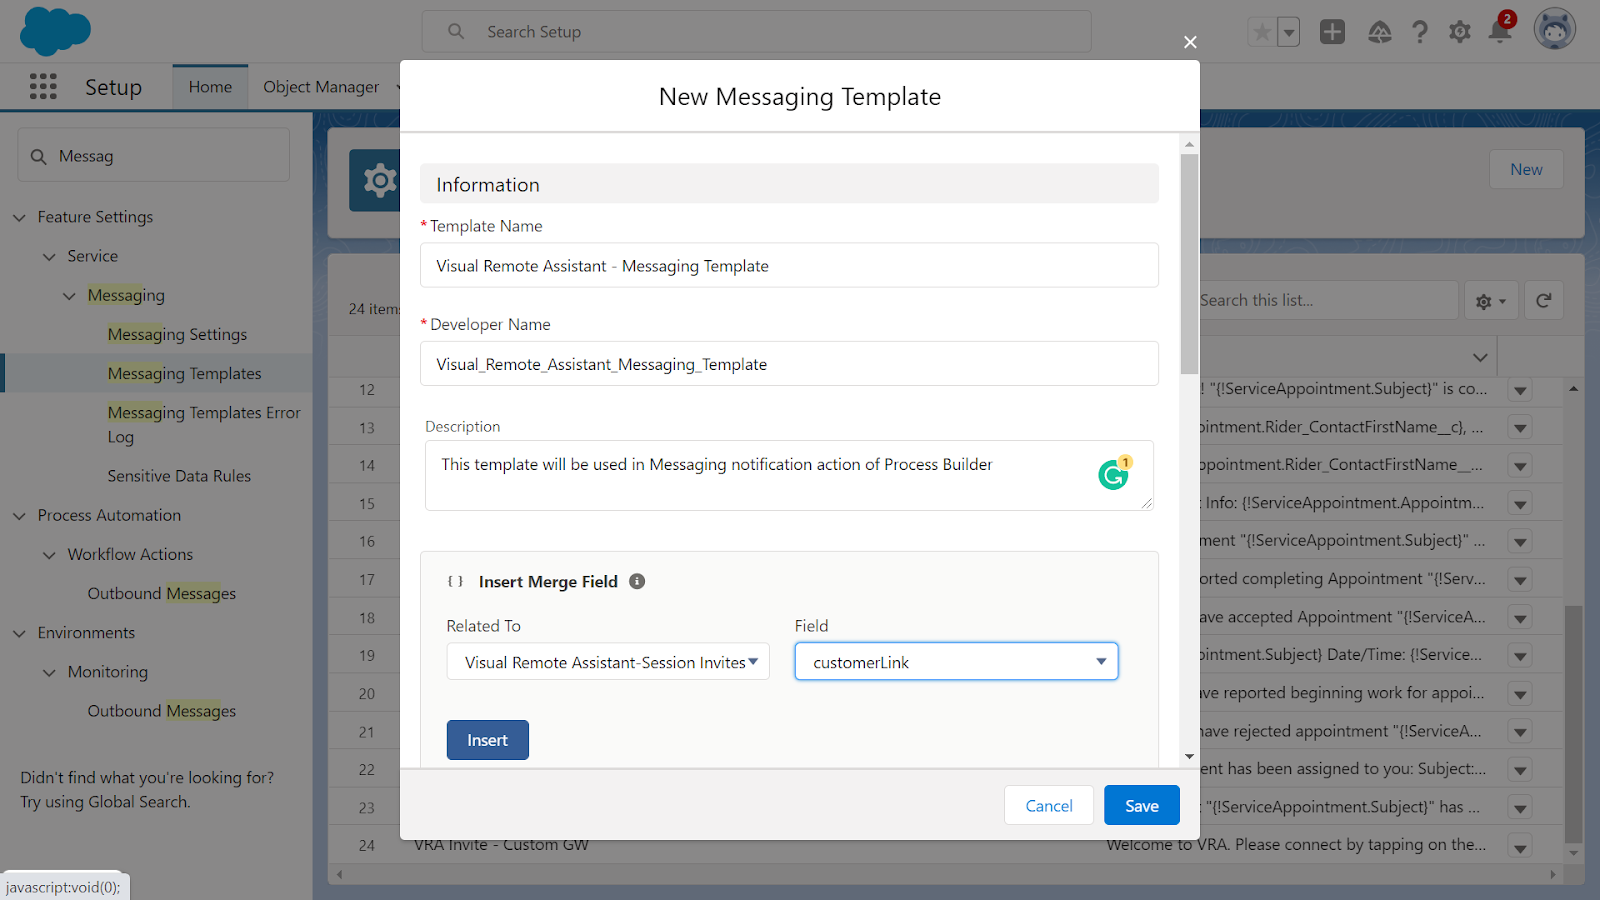 Search Setup
2
Setup
Home
Object Manager
New Messaging Template
Messag
New
Information
Feature Settings
* Template Name
Service
Visual Remote Assistant - Messaging Template
Messaging
24 items
Search this list...
Messaging Settings
* Developer Name
Visual_Remote_Assistant_Messaging_Template
Messaging Templates
Messaging Templates Error
Log
Sensitive Data Rules
Process Automation
Workflow Actions
Outbound Messages
Environments
Monitoring
Outbound Messages
Didn't find what you're looking for?
Try using Global Search.
Description
This template will be used in Messaging notification action of Process Builder
1
{ } Insert Merge Field i
Related To
Field
Visual Remote Assistant-Session Invites
customerLink
Insert
Cancel
Save
12 ! "{!ServiceAppointment.Subject}" is co...
13 ointment.Rider_ContactFirstName__c}, ...
14 ppointment.Rider_ContactFirstName__...
15 Info: {!ServiceAppointment.Appointm...
16 ment "{!ServiceAppointment.Subject}" ...
17 orted completing Appointment "{!Serv...
18 ave accepted Appointment "{!ServiceA...
19 ointment.Subject} Date/Time: {!Service...
20 ve reported beginning work for appoi...
21 have rejected appointment "{!ServiceA...
22 ent has been assigned to you: Subject:...
23 "{!ServiceAppointment.Subject}" has ...
24 VRA Invite - Custom GW Welcome to VRA. Please connect by tapping on the...
javascript:void(0);